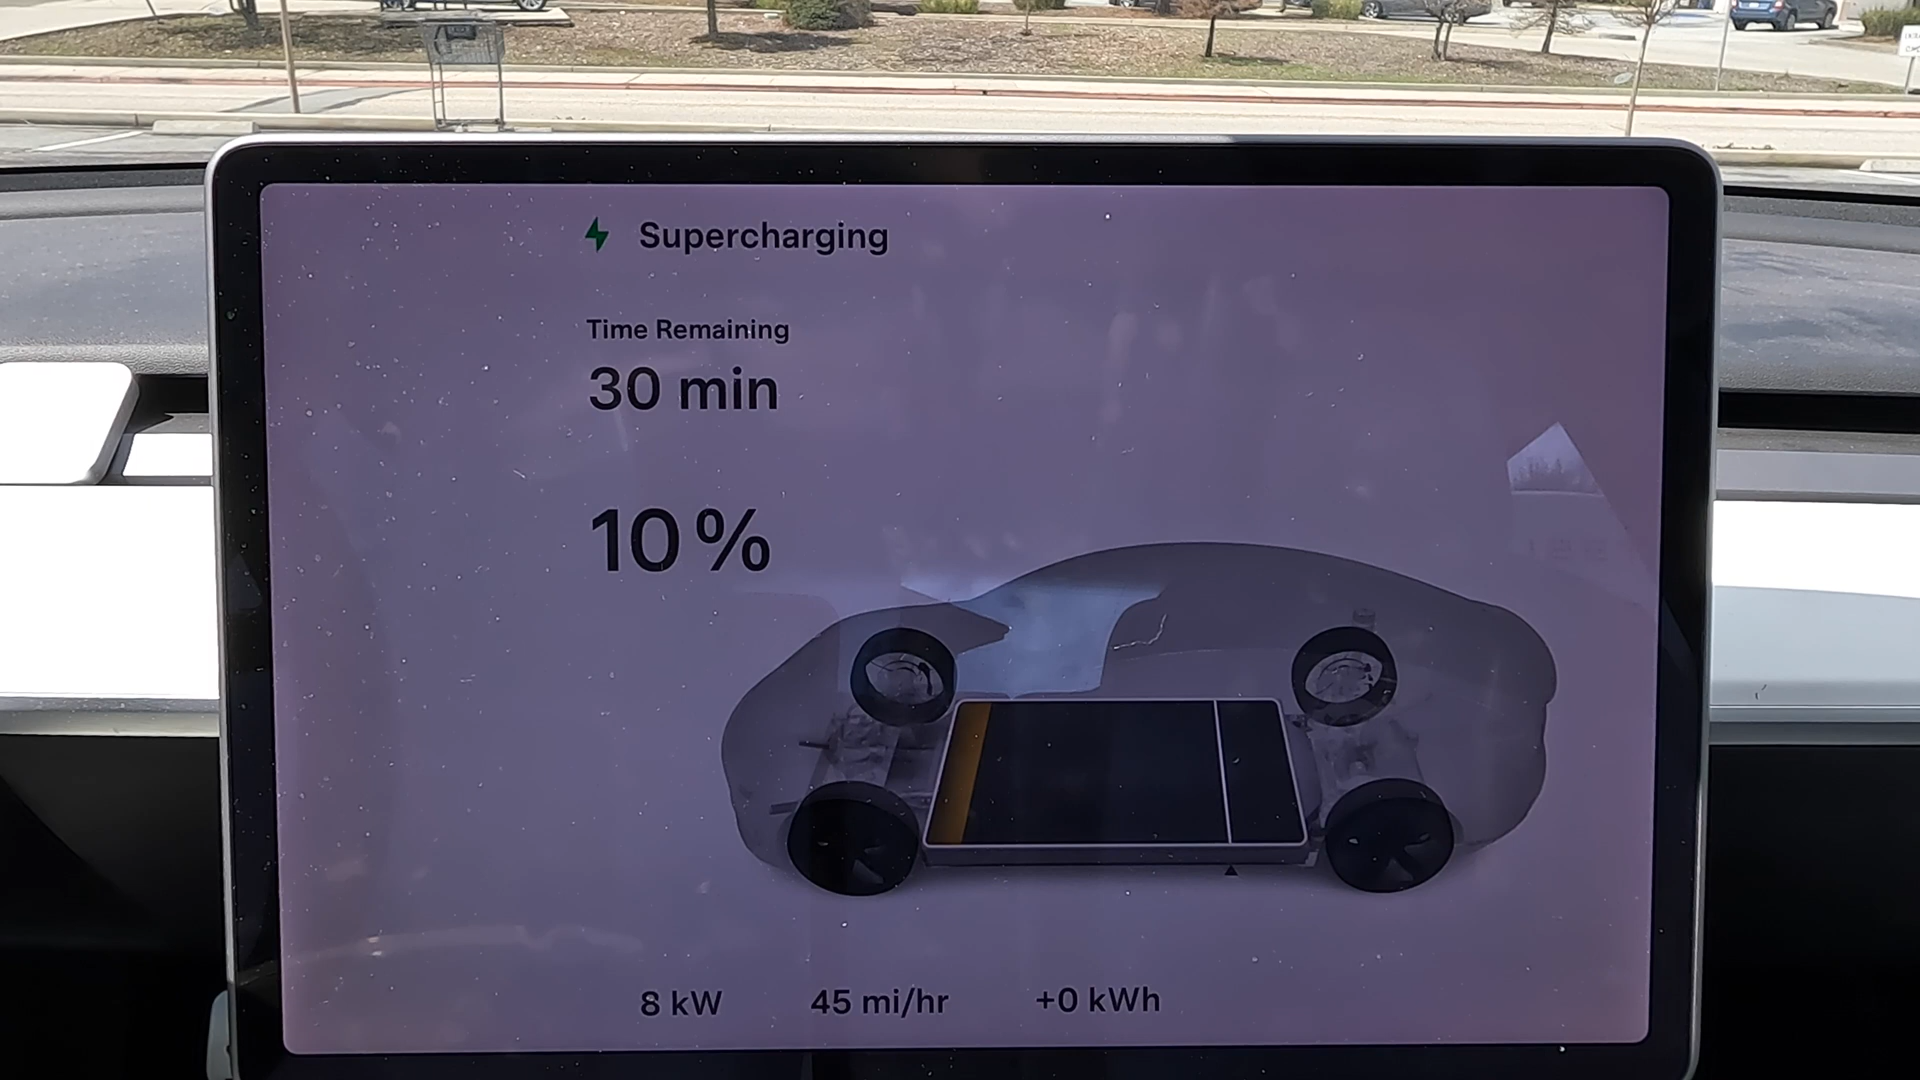 Supercharging
Time Remaining
30 min
10%
8 kW 45 mi/hr +0 kWh